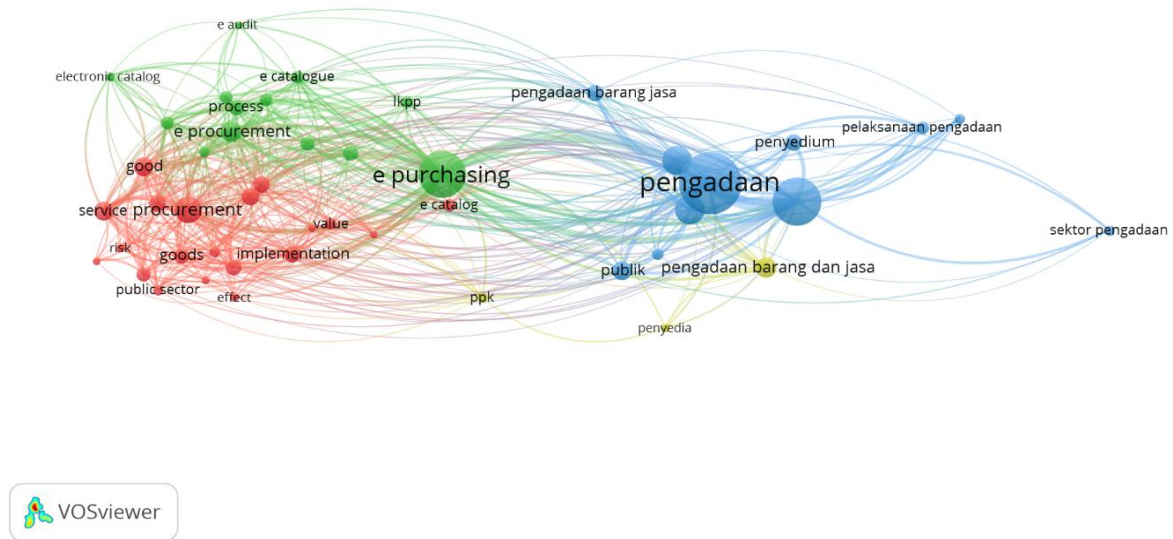 e audit
electronic catalog
e catalogue
process
lkpp
pengadaan barang jasa
e procurement
pelaksanaan pengadaan
penyedium
good
e purchasing
pengadaan
service
procurement
e catalog
value
sektor pengadaan
risk
goods
implementation
publik
pengadaan barang dan jasa
public sector
effect
ppk
penyedia
VOSviewer